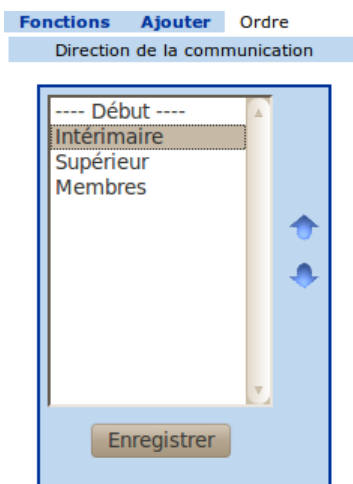 Fonctions Ajouter Ordre
Direction de la communication
---- Début ----
Intérimaire
Supérieur
Membres
Enregistrer